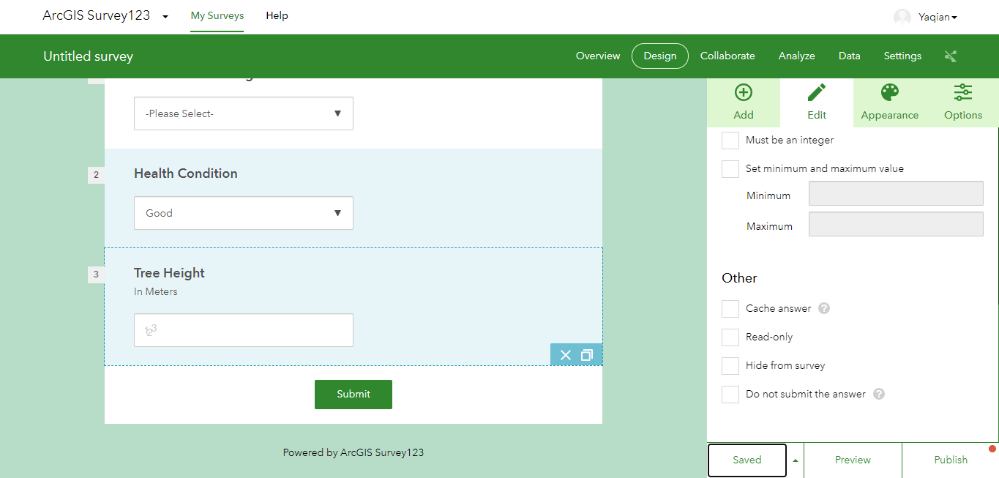 ArcGIS Survey123 My Surveys Help Yaqian
Untitled survey Overview Design Collaborate Analyze Data Settings
-Please Select-
2 Health Condition
Good
3 Tree Height
In Meters
123
Submit
Powered by ArcGIS Survey123
Add Edit Appearance Options
Must be an integer
Set minimum and maximum value
Minimum
Maximum
Other
Cache answer ?
Read-only
Hide from survey
Do not submit the answer ?
Saved Preview Publish